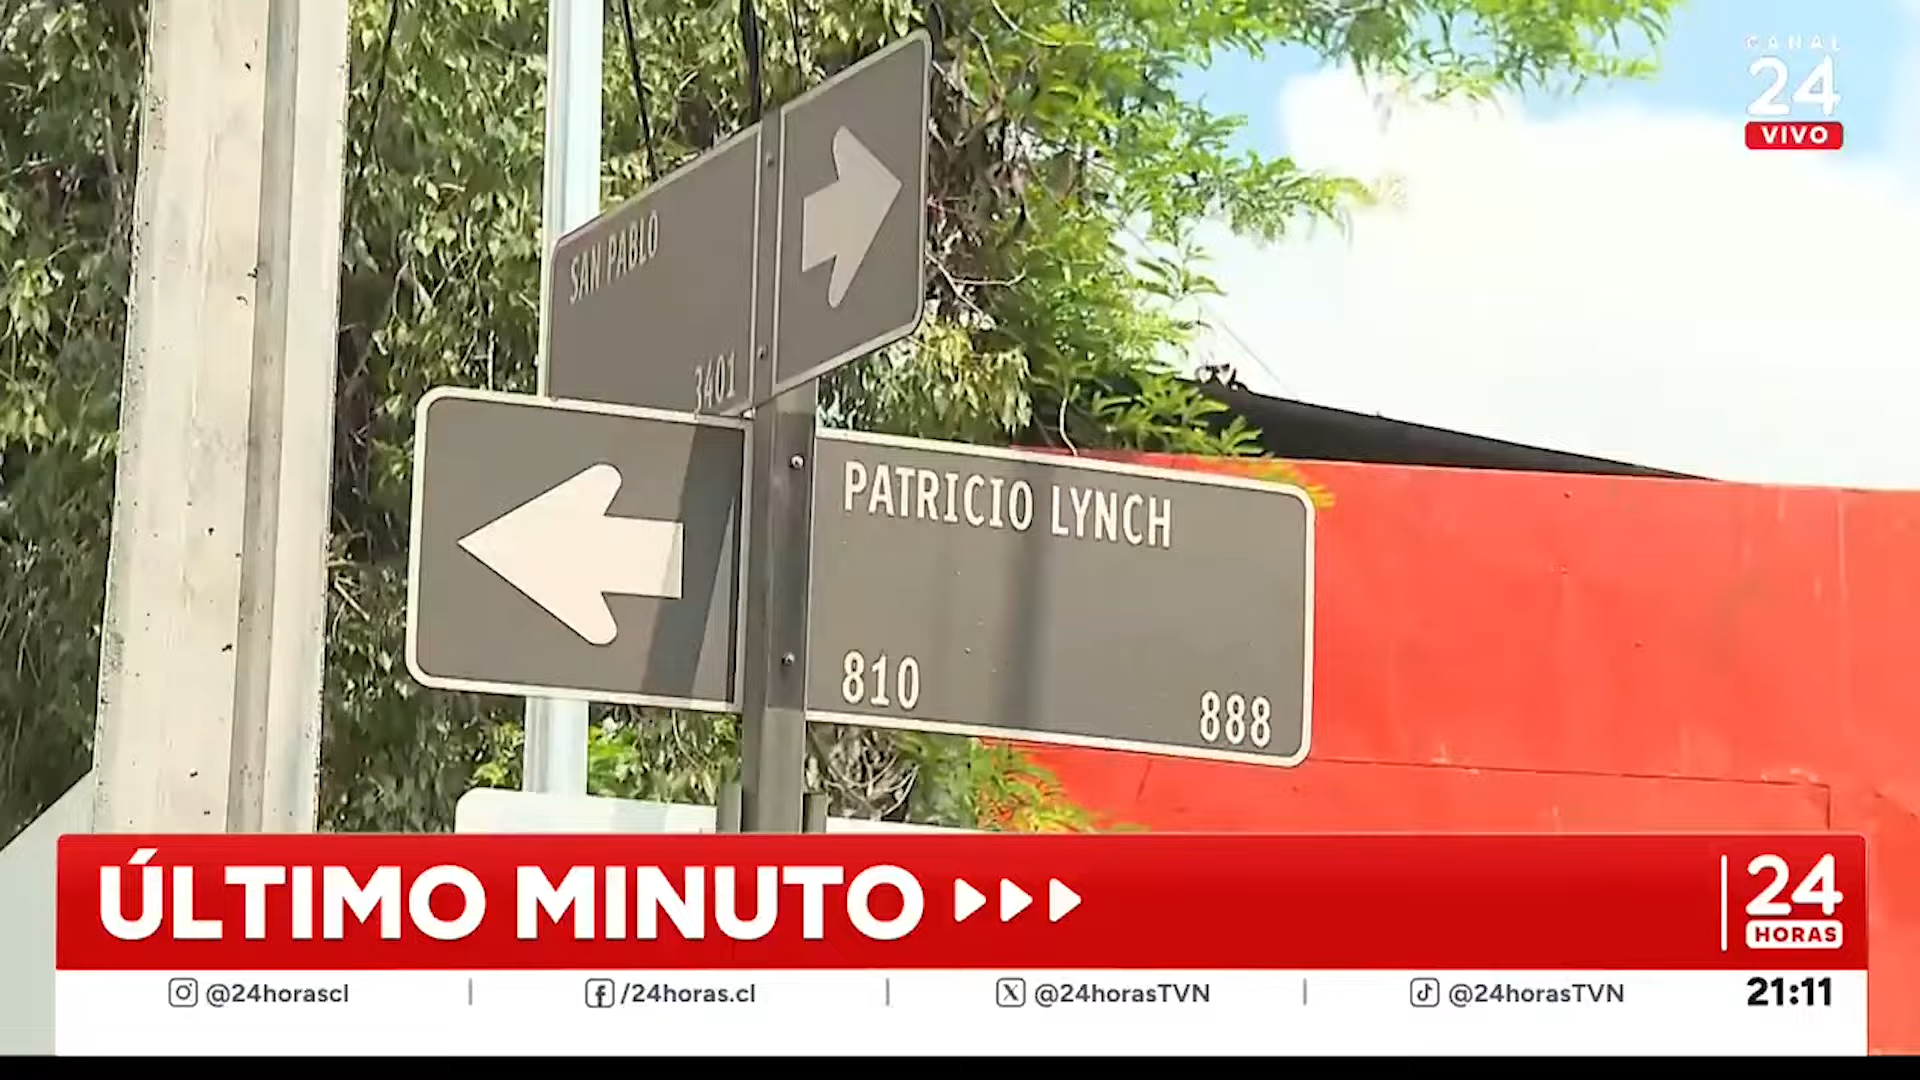 CANAL
24
VIVO
SAN PABLO
3401
PATRICIO LYNCH
810 888
ÚLTIMO MINUTO
24
HORAS
@24horascl | /24horas.cl | @24horasTVN | @24horasTVN 21:11